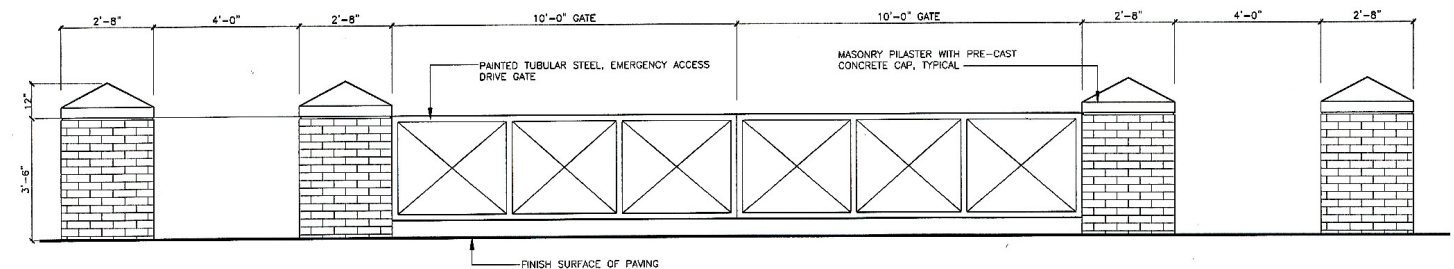 2'-8"
4'-0"
2'-8"
10'-0" GATE
10'-0" GATE
2'-8"
4'-0"
2'-8"
PAINTED TUBULAR STEEL, EMERGENCY ACCESS
DRIVE GATE
MASONRY PILASTER WITH PRE-CAST
CONCRETE CAP, TYPICAL
12"
3'-6"
FINISH SURFACE OF PAVING